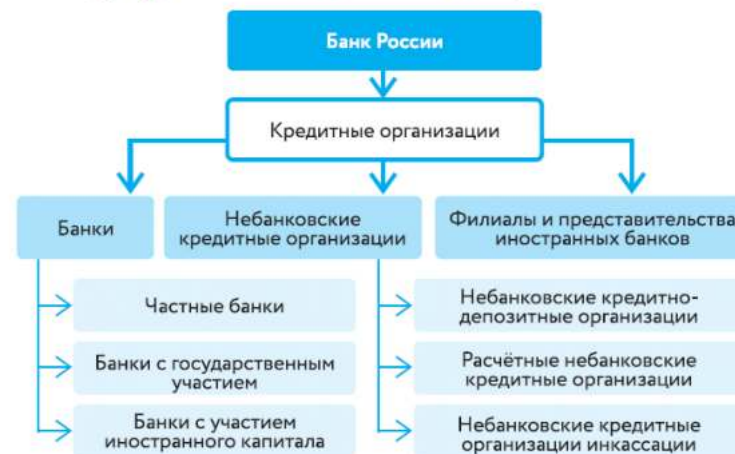 Банк России
Кредитные организации
Банки
Небанковские
кредитные организации
Филиалы и представительства
иностранных банков
Частные банки
Банки с государственным
участием
Банки с участием
иностранного капитала
Небанковские кредитно-
депозитные организации
Расчётные небанковские
кредитные организации
Небанковские кредитные
организации инкассации